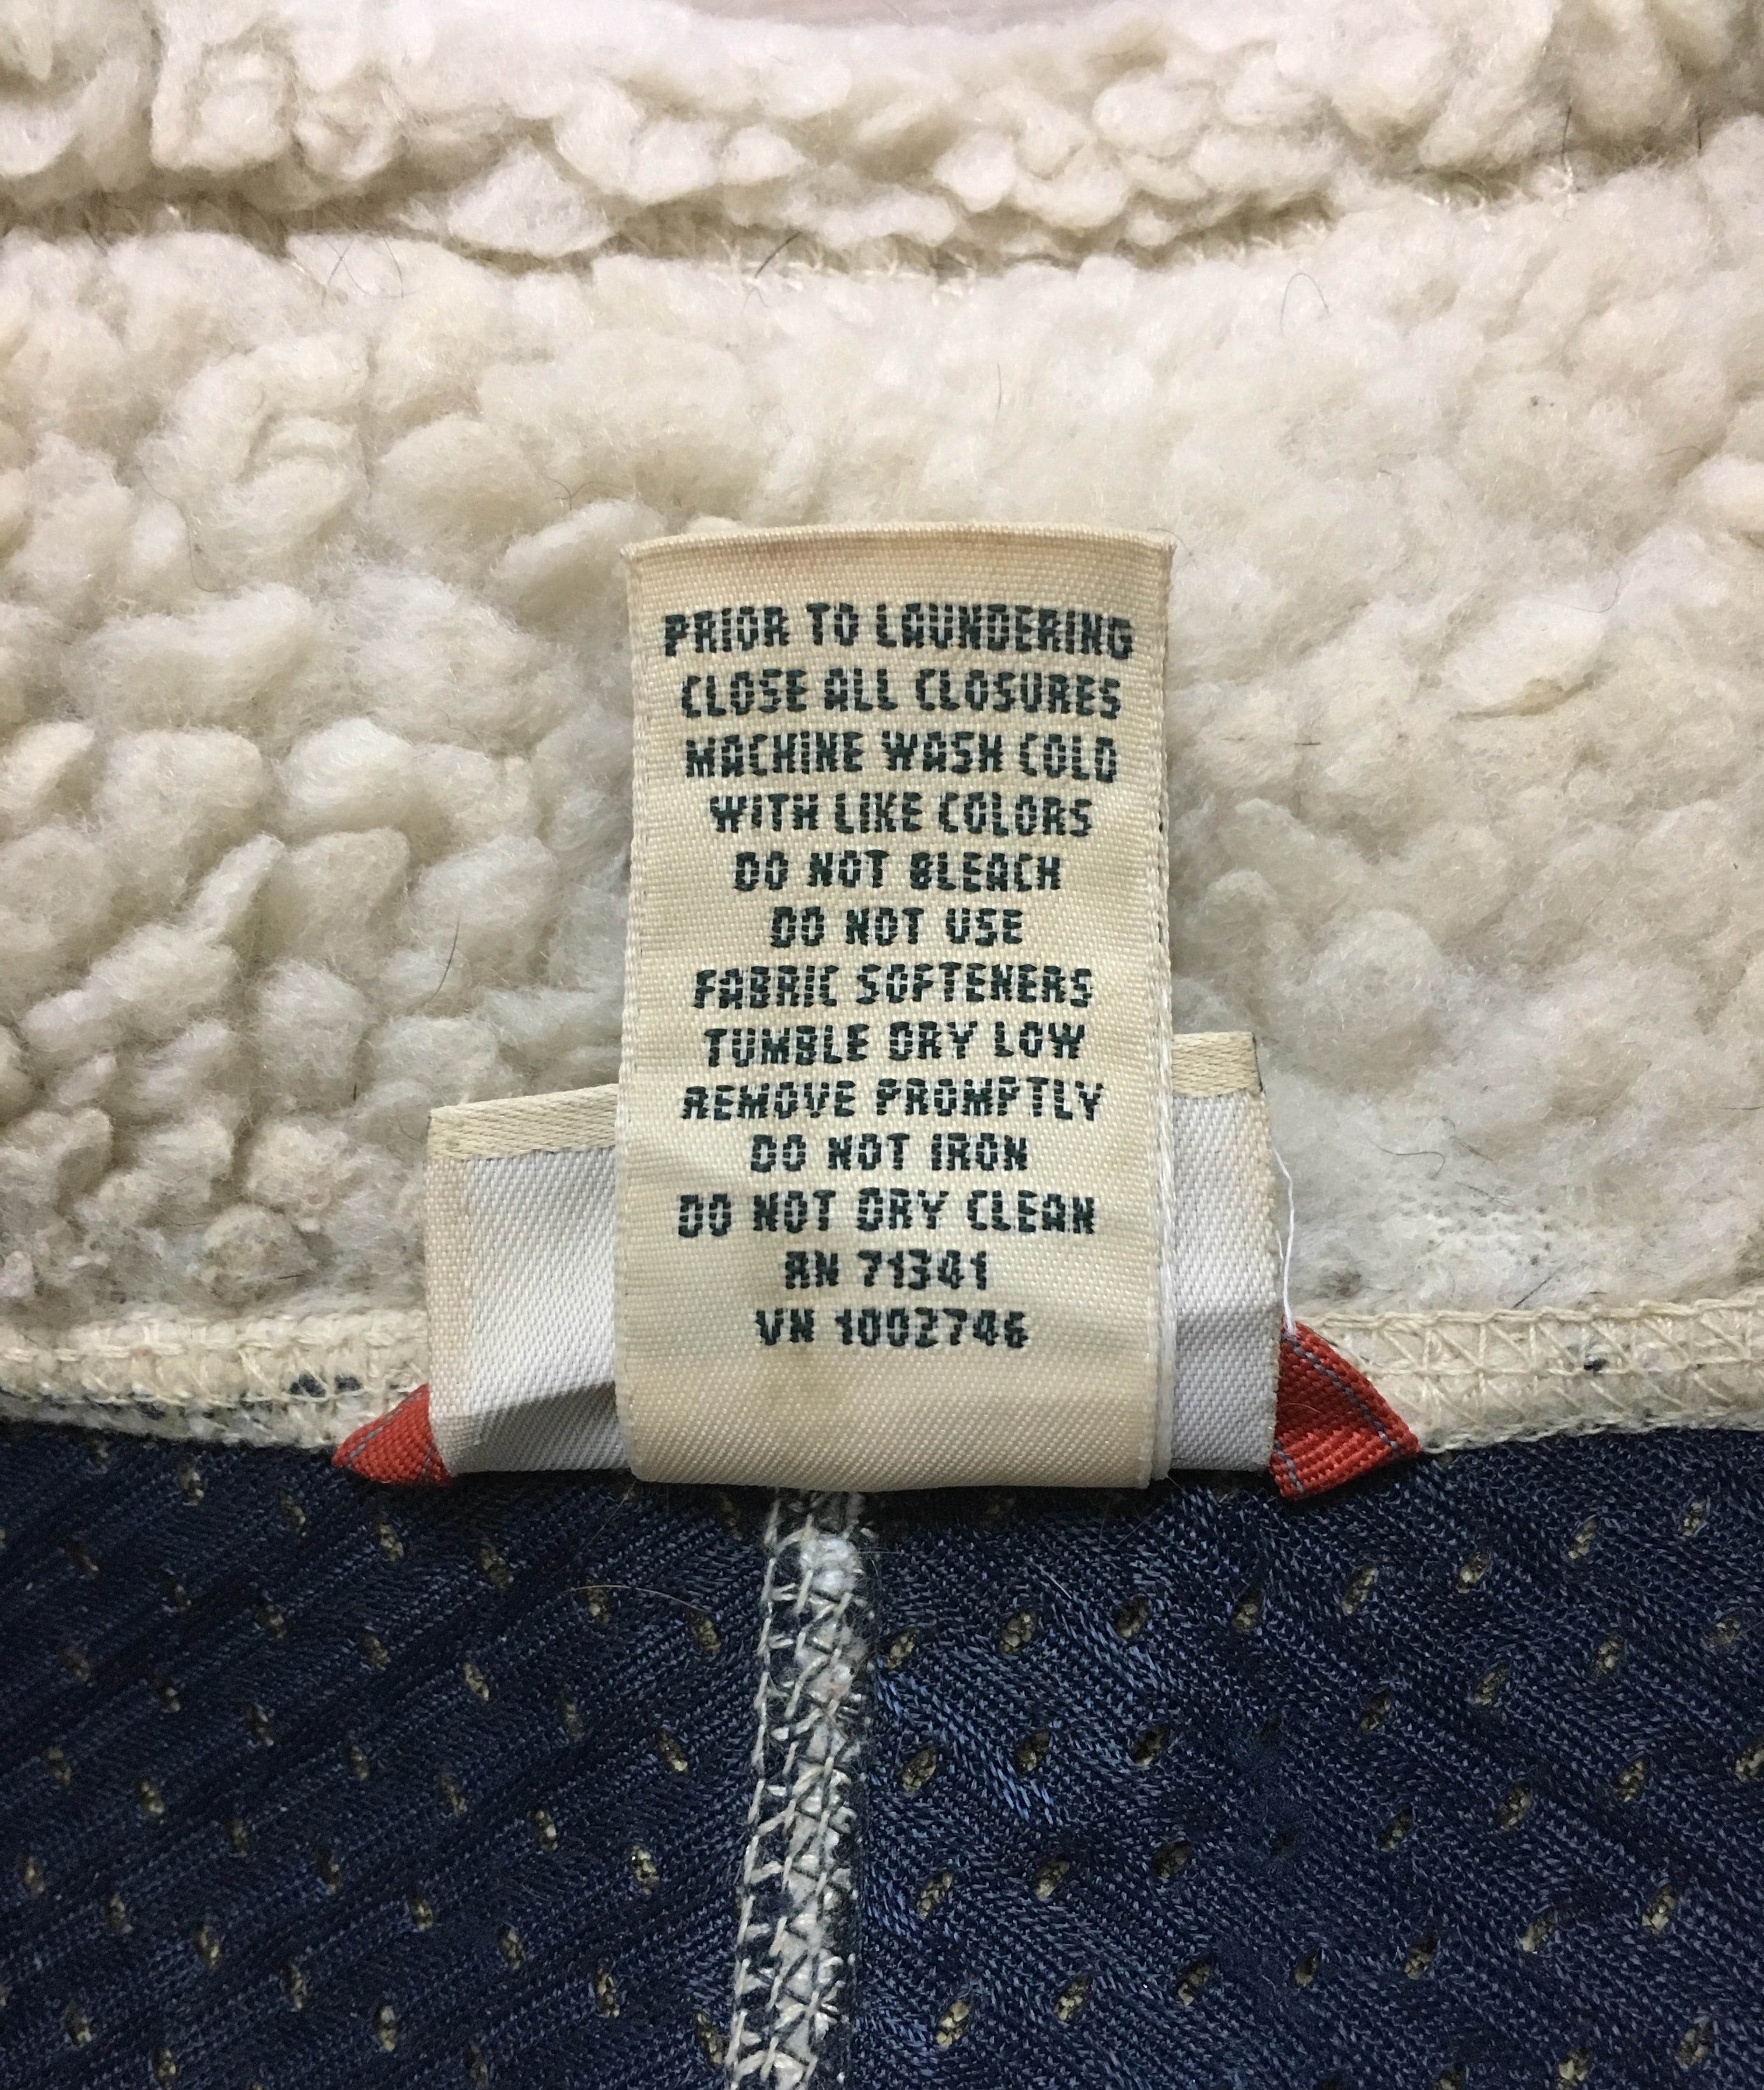 PRIOR TO LAUNDERING
CLOSE ALL CLOSURES
MACHINE WASH COLD
WITH LIKE COLORS
DO NOT BLEACH
DO NOT USE
FABRIC SOFTENERS
TUMBLE DRY LOW
REMOVE PROMPTLY
DO NOT IRON
DO NOT DRY CLEAN
RN 71341
VN 1002746